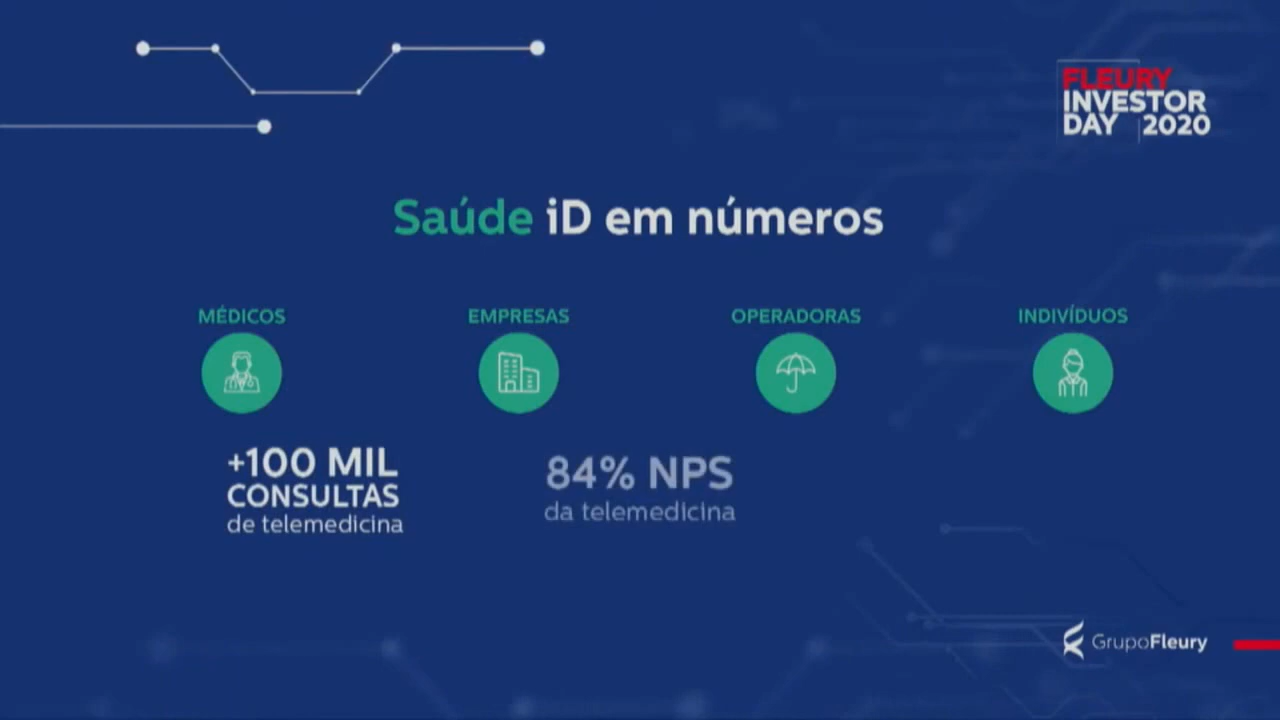 FLEURY
INVESTOR
DAY 2020
Saúde iD em números
MÉDICOS
EMPRESAS
OPERADORAS
INDIVÍDUOS
+100 MIL
CONSULTAS
de telemedicina
84% NPS
da telemedicina
GrupoFleury